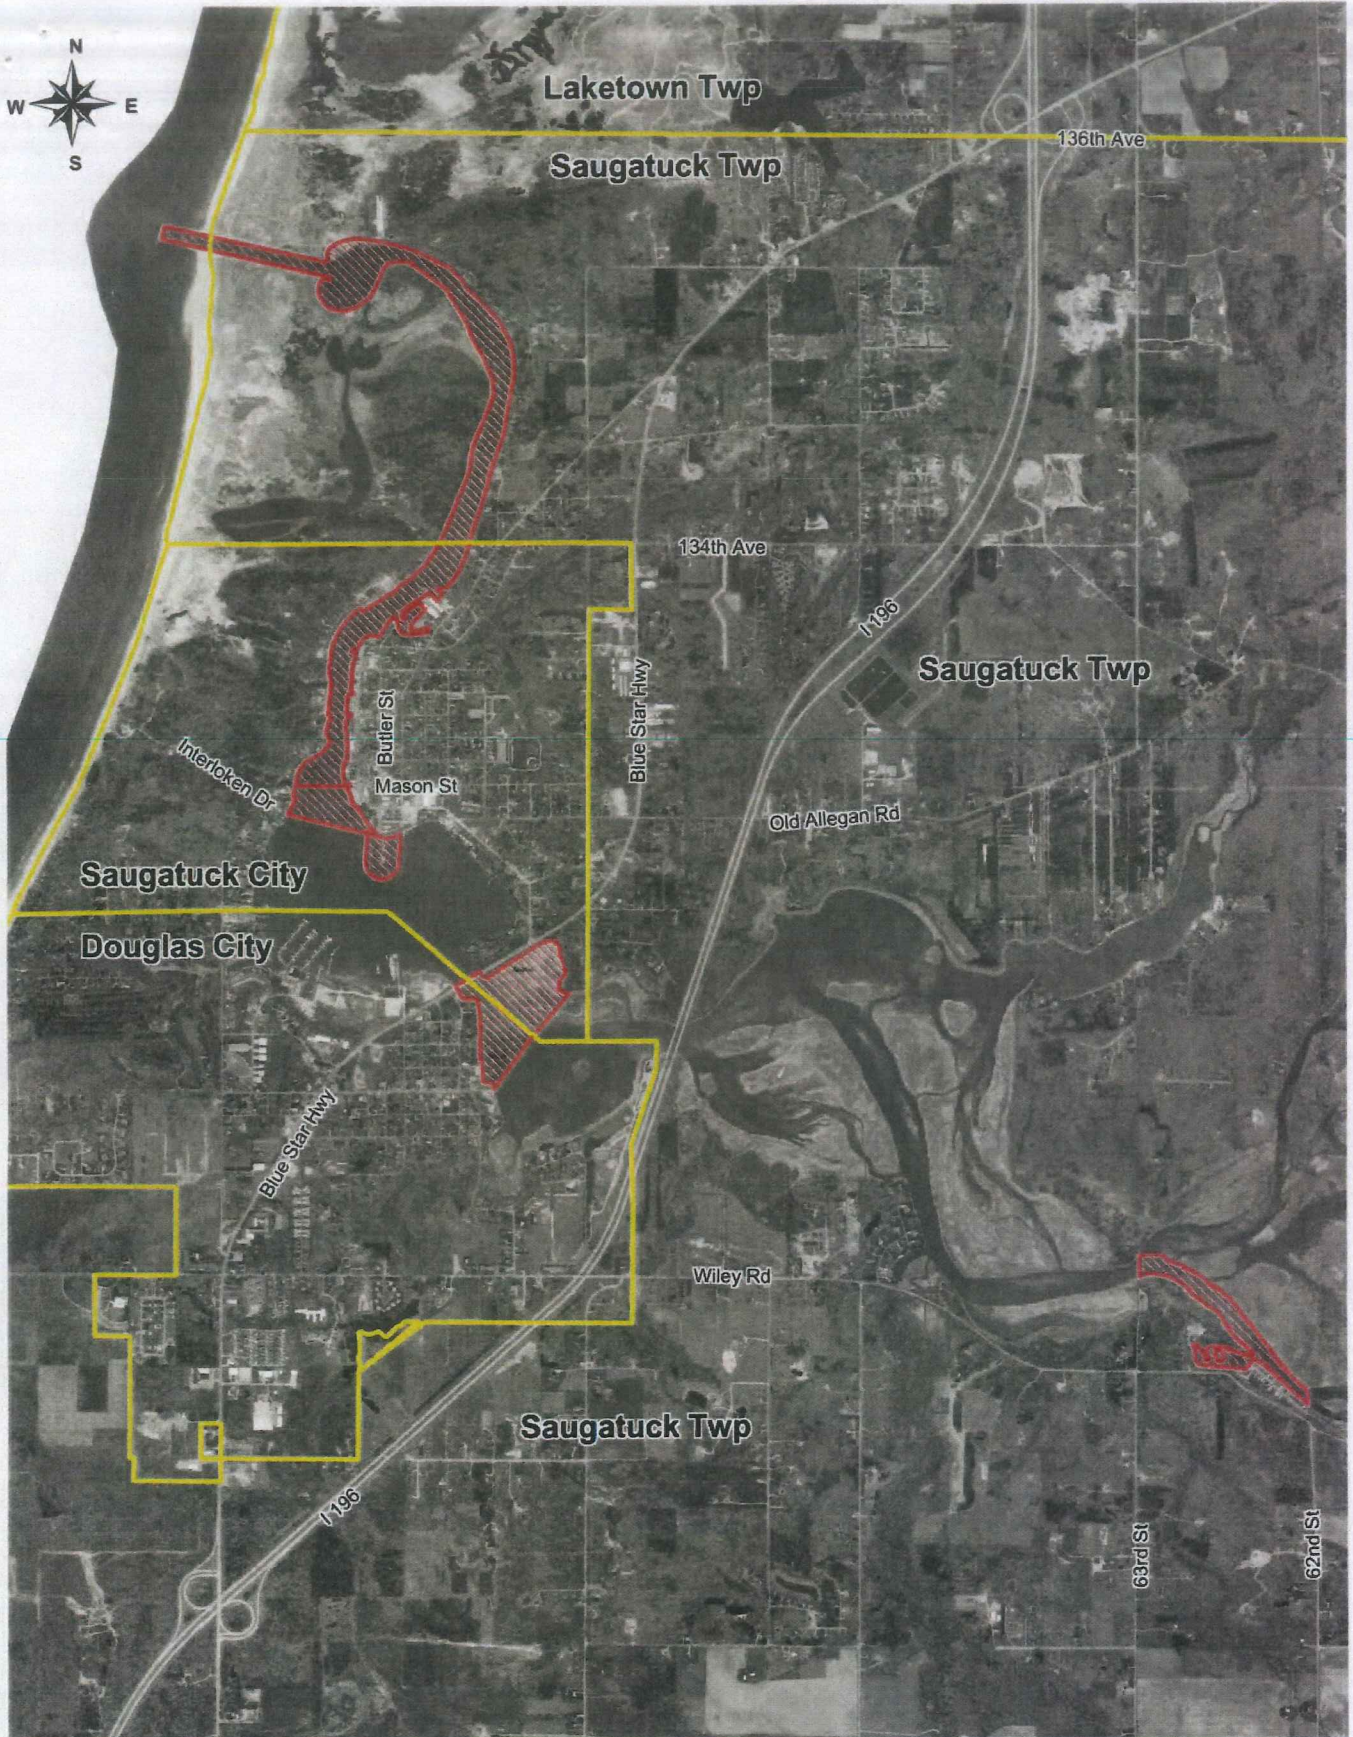 N
W E
S
Laketown Twp
136th Ave
Saugatuck Twp
134th Ave
I 196
Saugatuck Twp
Blue Star Hwy
Butler St
Interloken Dr
Mason St
Old Allegan Rd
Saugatuck City
Douglas City
Blue Star Hwy
Wiley Rd
Saugatuck Twp
I 196
63rd St
62nd St